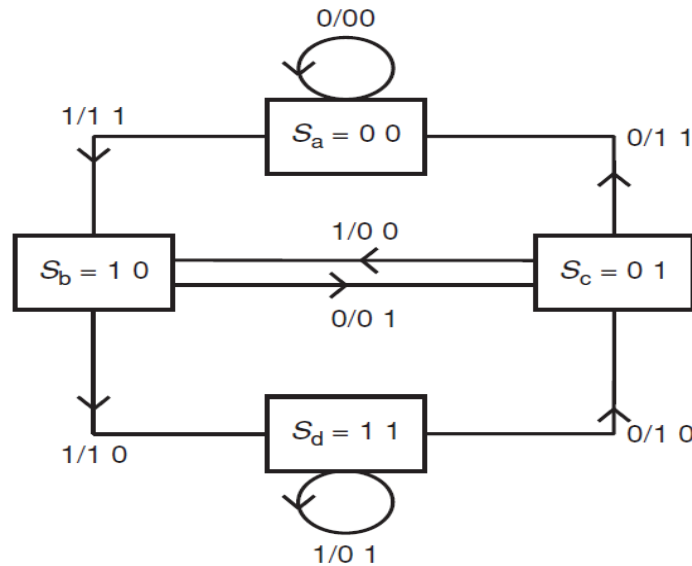 0/00
1/1 1
Sa = 0 0
0/1 1
1/0 0
Sb = 1 0
Sc = 0 1
0/0 1
Sd = 1 1
1/1 0
0/1 0
1/0 1